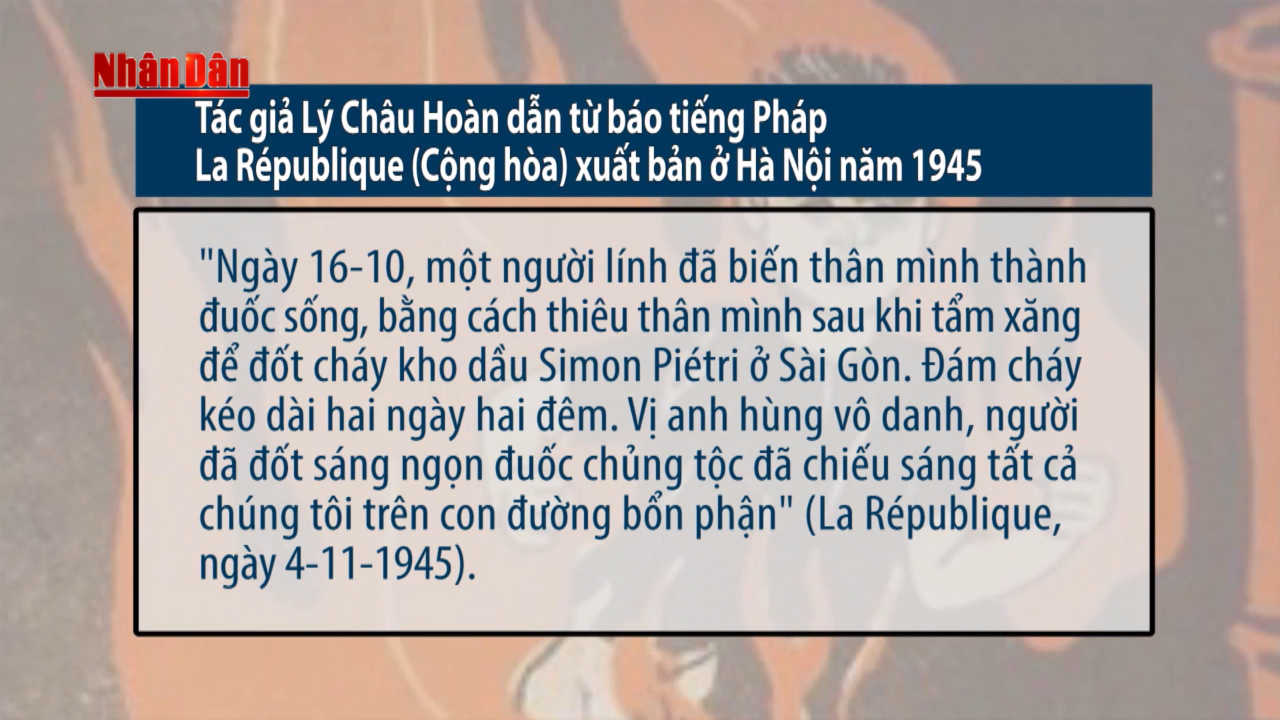 Nhân Dân
Tác giả Lý Châu Hoàn dẫn từ báo tiếng Pháp
La République (Cộng hòa) xuất bản ở Hà Nội năm 1945
"Ngày 16-10, một người lính đã biến thân mình thành
đuốc sống, bằng cách thiêu thân mình sau khi tẩm xăng
để đốt cháy kho dầu Simon Piétri ở Sài Gòn. Đám cháy
kéo dài hai ngày hai đêm. Vị anh hùng vô danh, người
đã đốt sáng ngọn đuốc chủng tộc đã chiếu sáng tất cả
chúng tôi trên con đường bổn phận" (La République,
ngày 4-11-1945).